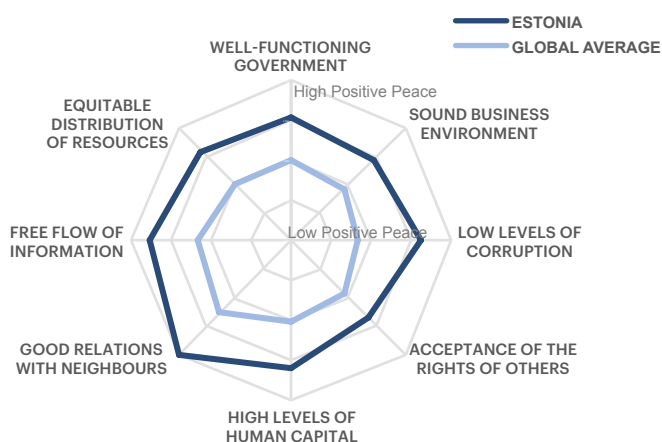 ESTONIA
GLOBAL AVERAGE
WELL-FUNCTIONING
GOVERNMENT
High Positive Peace
EQUITABLE
DISTRIBUTION
OF RESOURCES
SOUND BUSINESS
ENVIRONMENT
FREE FLOW OF
INFORMATION
Low Positive Peace
LOW LEVELS OF
CORRUPTION
GOOD RELATIONS
WITH NEIGHBOURS
ACCEPTANCE OF THE
RIGHTS OF OTHERS
HIGH LEVELS OF
HUMAN CAPITAL